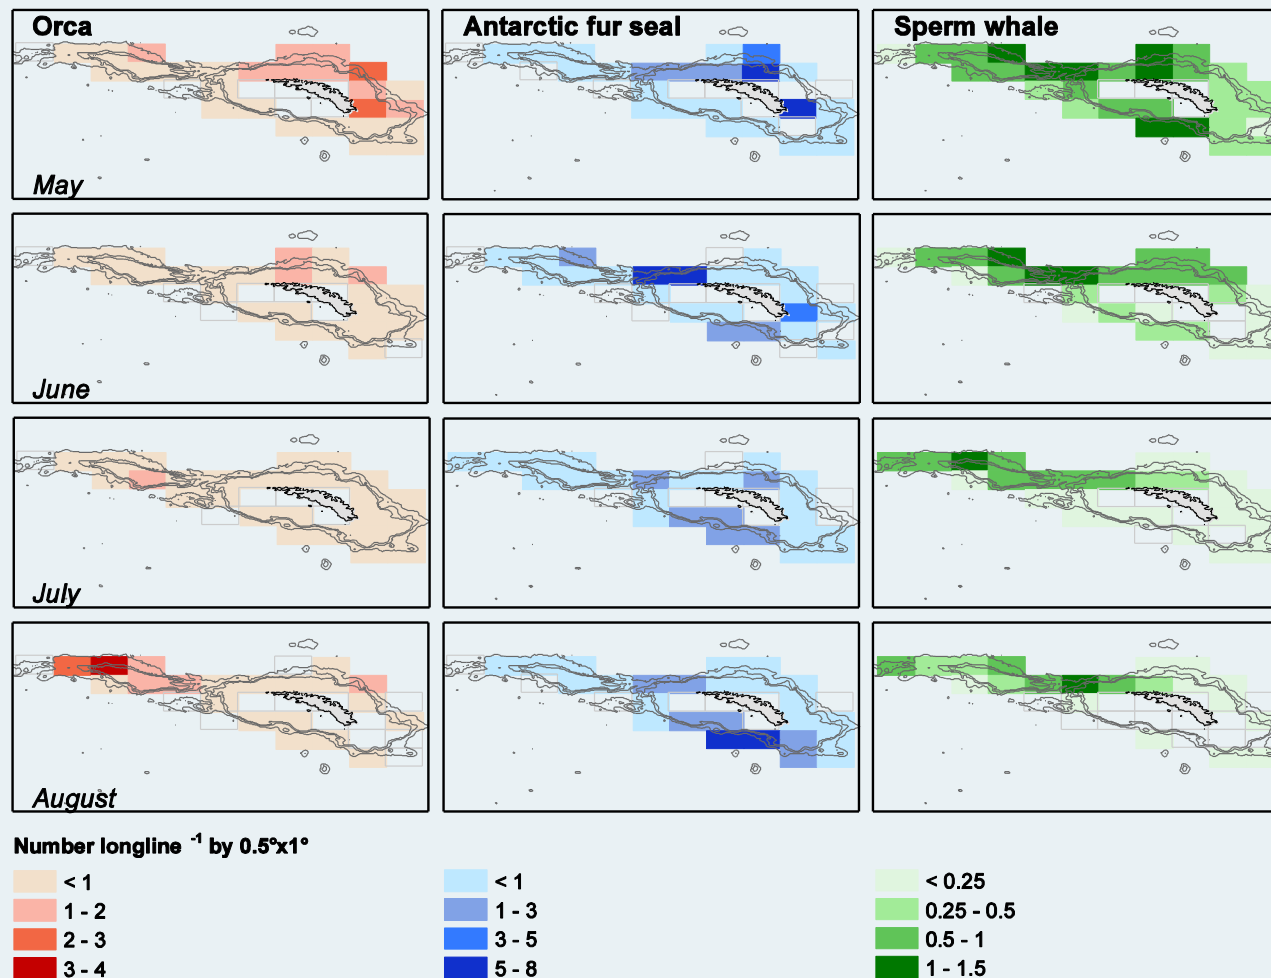 Orca
Antarctic fur seal
Sperm whale
May
June
July
August
Number longline -1 by 0.5°x1°
< 1
1 - 2
2 - 3
3 - 4
< 1
1 - 3
3 - 5
5 - 8
< 0.25
0.25 - 0.5
0.5 - 1
1 - 1.5